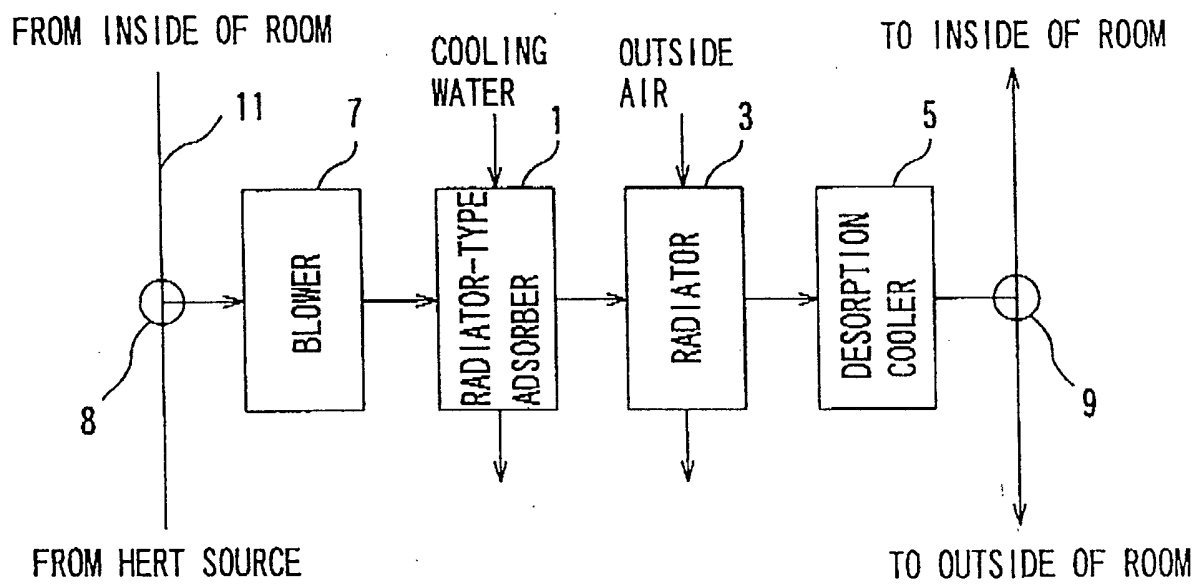 FROM INSIDE OF ROOM
TO INSIDE OF ROOM
COOLING
WATER
OUTSIDE
AIR
11
7
1
3
5
BLOWER
RADIATOR-TYPE
ADSORBER
RADIATOR
DESORPTION
COOLER
8
9
FROM HERT SOURCE
TO OUTSIDE OF ROOM